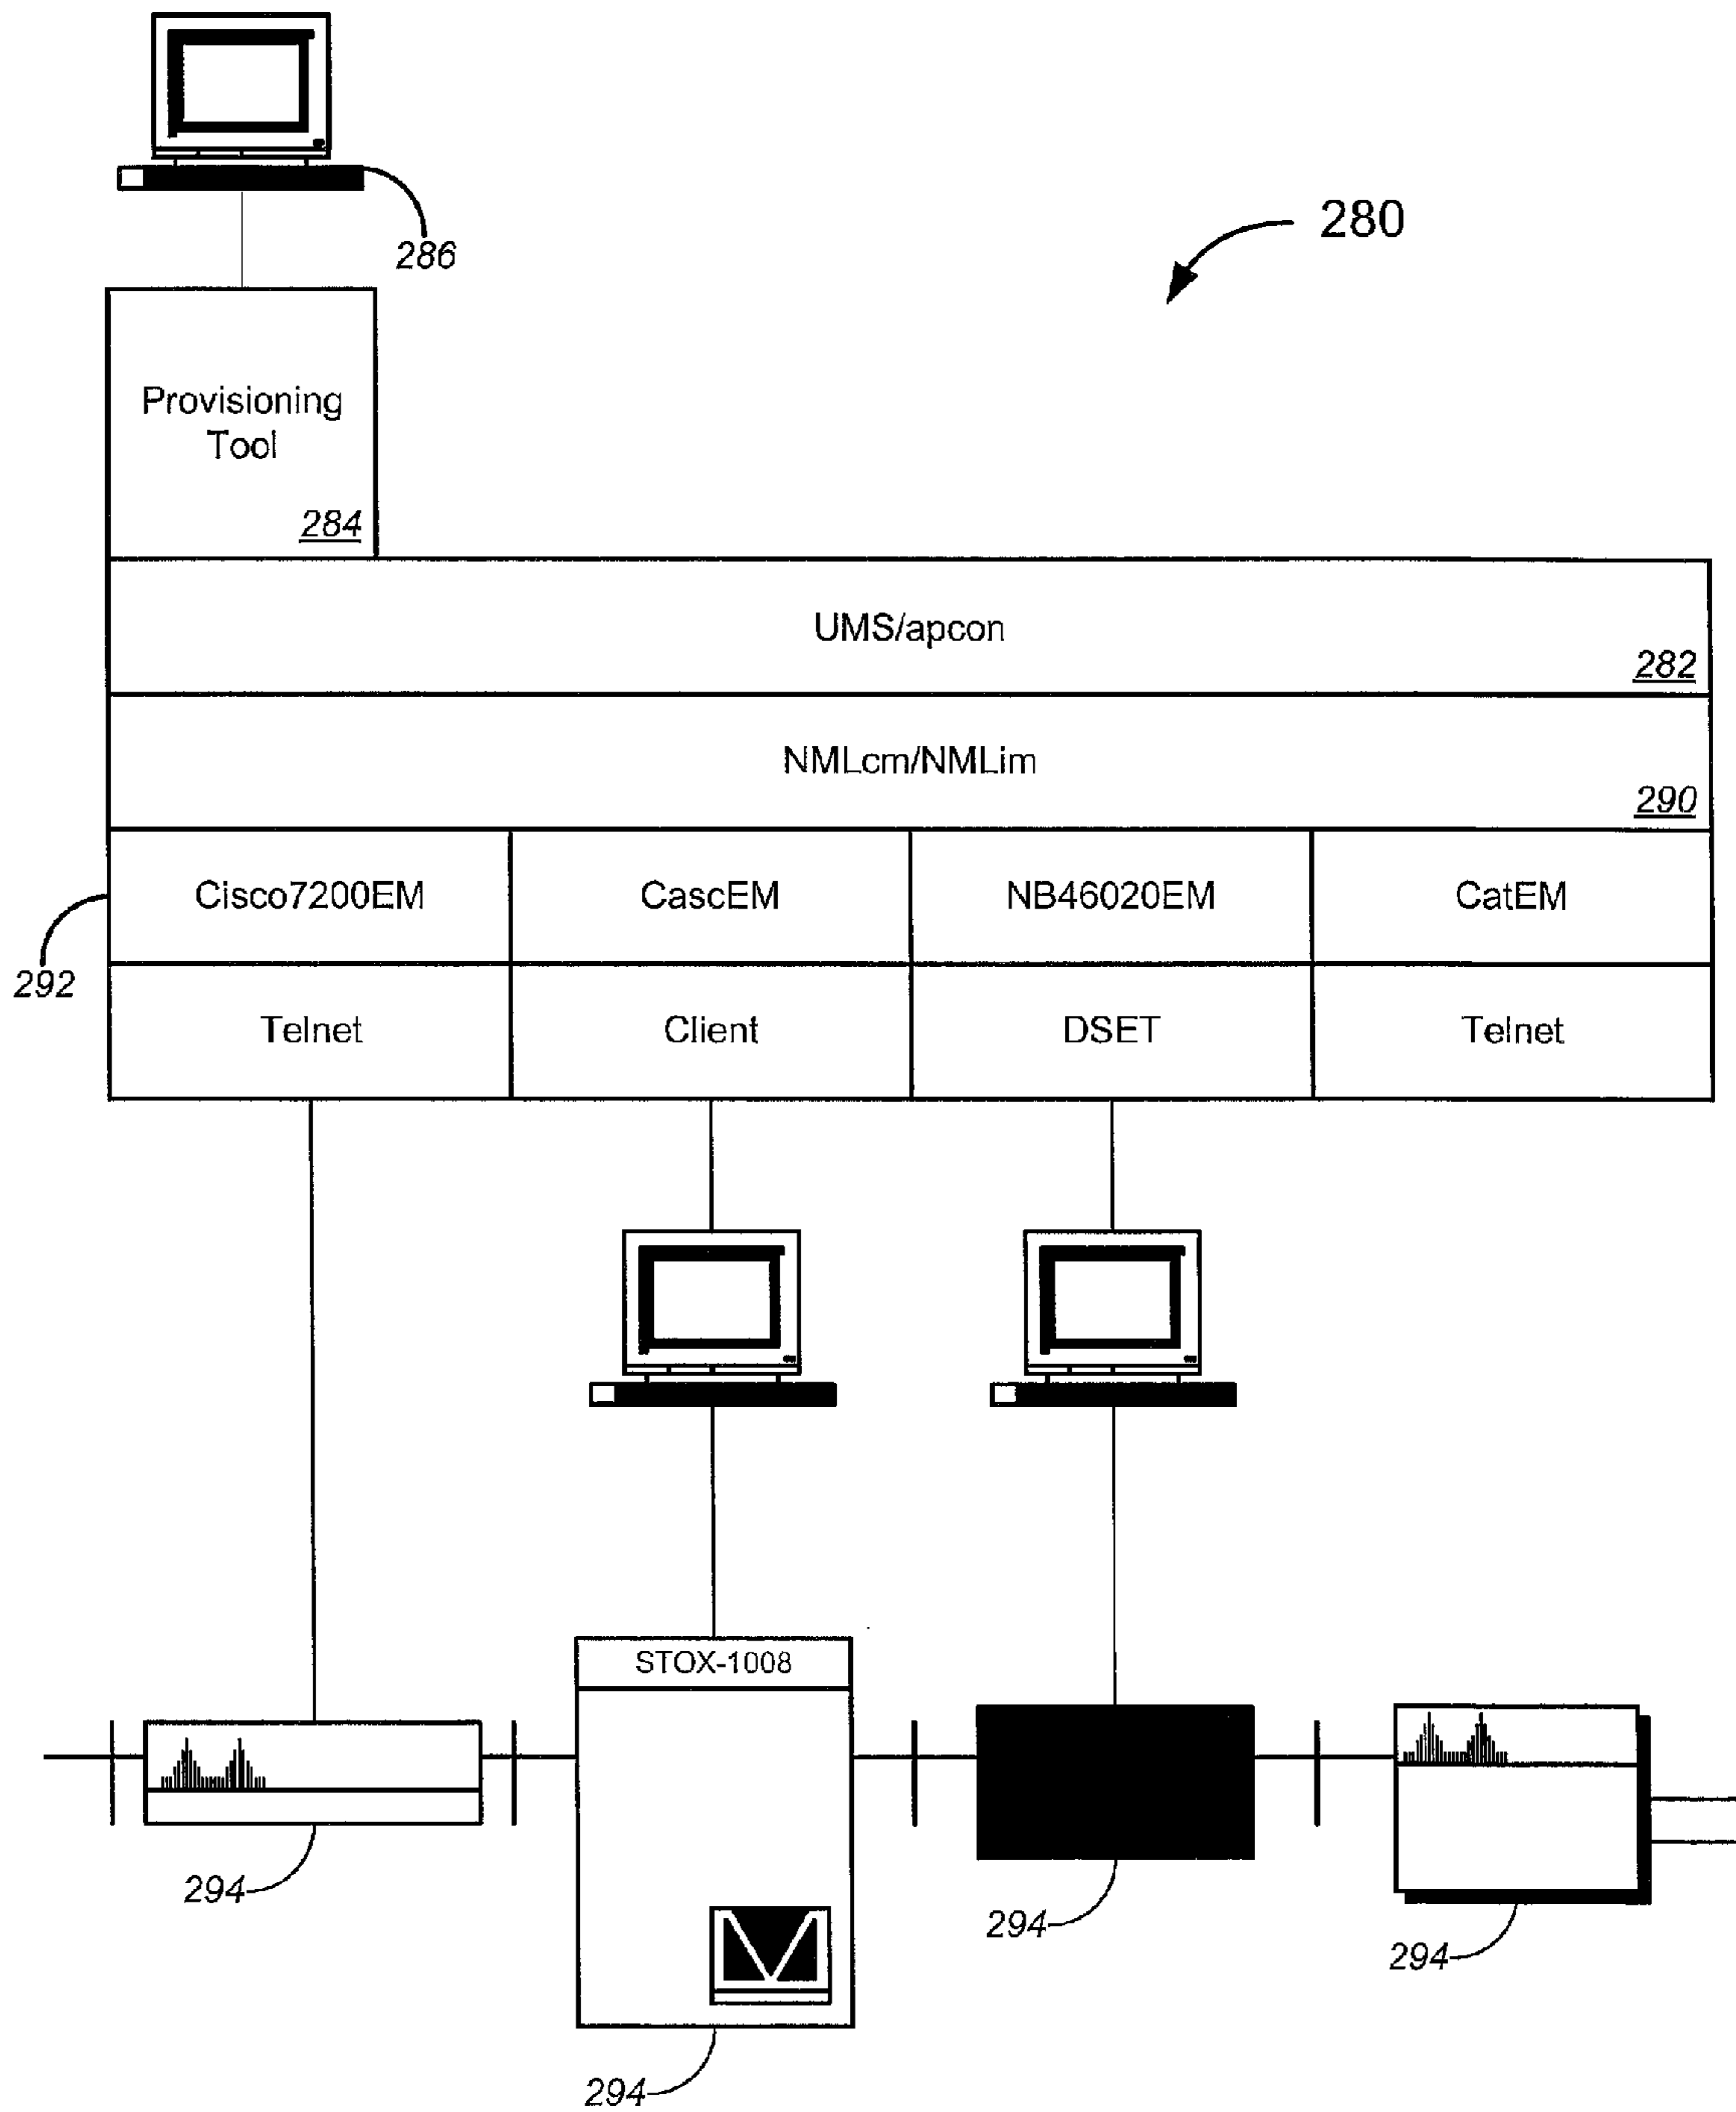 286
280
Provisioning
Tool
284
UMS/apcon
282
NMLcm/NMLim
290
Cisco7200EM
CascEM
NB46020EM
CatEM
292
Telnet
Client
DSET
Telnet
STOX-1008
294
294
294
294